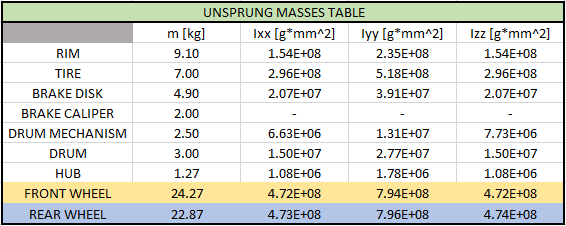 UNSPRUNG MASSES TABLE
m [kg] Ixx [g*mm^2] Iyy [g*mm^2] Izz [g*mm^2]
RIM 9.10 1.54E+08 2.35E+08 1.54E+08
TIRE 7.00 2.96E+08 5.18E+08 2.96E+08
BRAKE DISK 4.90 2.07E+07 3.91E+07 2.07E+07
BRAKE CALIPER 2.00 - - -
DRUM MECHANISM 2.50 6.63E+06 1.31E+07 7.73E+06
DRUM 3.00 1.50E+07 2.77E+07 1.50E+07
HUB 1.27 1.08E+06 1.78E+06 1.08E+06
FRONT WHEEL 24.27 4.72E+08 7.94E+08 4.72E+08
REAR WHEEL 22.87 4.73E+08 7.96E+08 4.74E+08